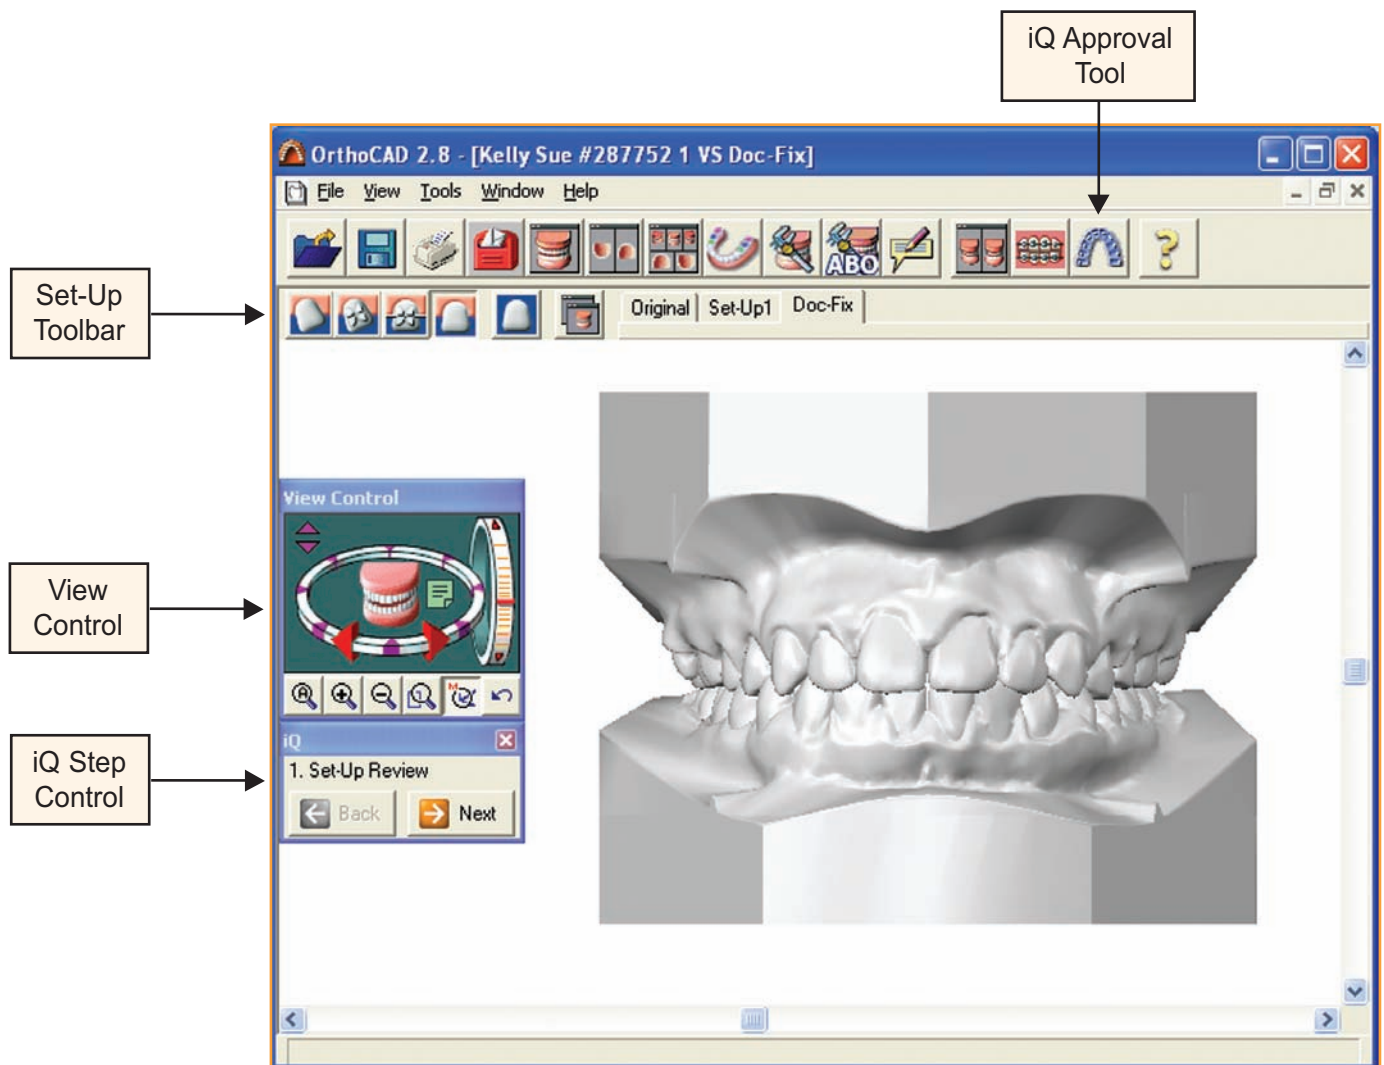 iQ Approval
Tool
OrthoCAD 2.8 - [Kelly Sue #287752 1 VS Doc-Fix]
File View Tools Window Help
ABO
Set-Up
Toolbar
Original Set-Up1 Doc-Fix
View Control
View
Control
M
iQ
1. Set-Up Review
iQ Step
Control
Back Next